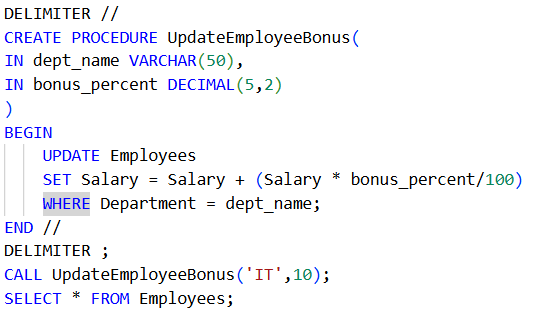 DELIMITER //
CREATE PROCEDURE UpdateEmployeeBonus(
IN dept_name VARCHAR(50),
IN bonus_percent DECIMAL(5,2)
)
BEGIN
UPDATE Employees
SET Salary = Salary + (Salary * bonus_percent/100)
WHERE Department = dept_name;
END //
DELIMITER ;
CALL UpdateEmployeeBonus('IT',10);
SELECT * FROM Employees;